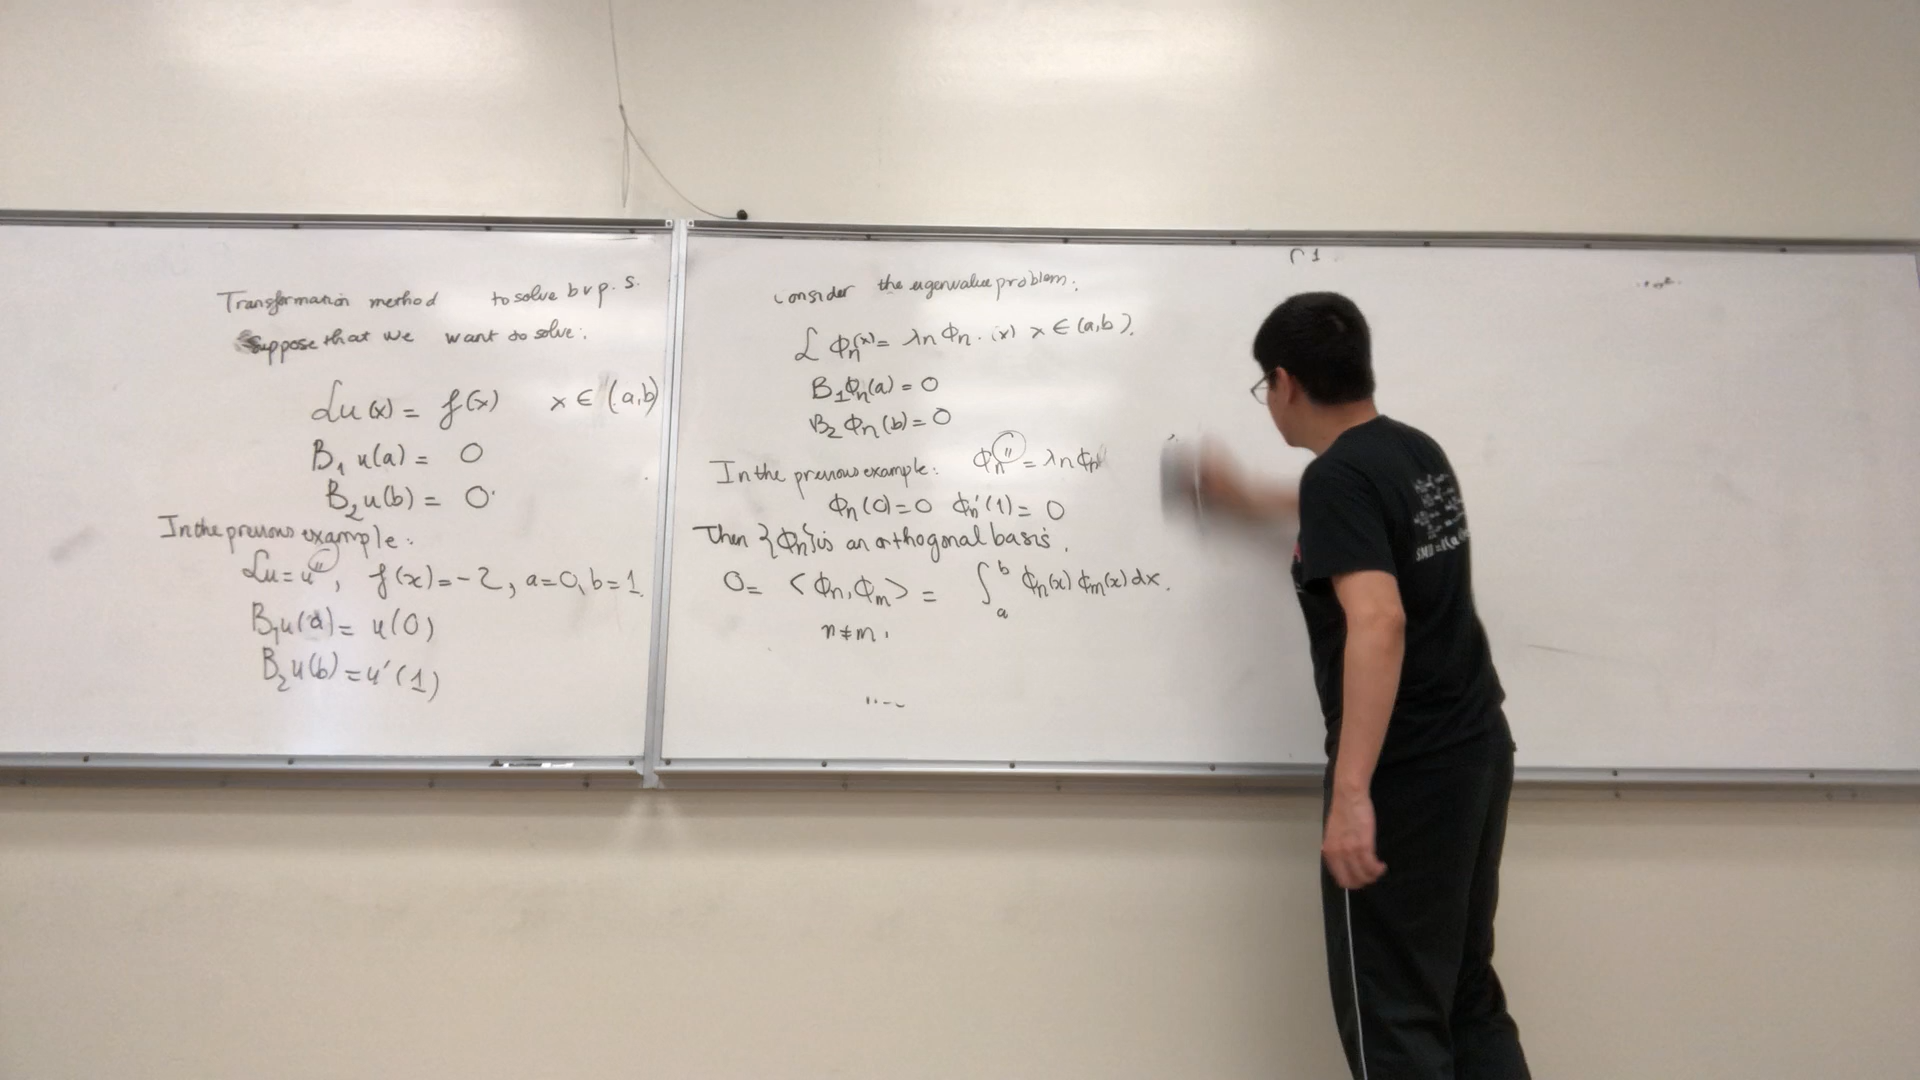 Transformation method to solve bvp.s.
Suppose that we want to solve:
ℒu(x) = f(x) x ∈ (a,b)
B₁ u(a) = 0
B₂ u(b) = 0.
In the previous example:
ℒu = u'', f(x) = -2, a=0, b=1.
B₁u(a) = u(0)
B₂u(b) = u'(1)
consider the eigenvalue problem:
ℒ ϕn(x) = λn ϕn.(x) x ∈ (a,b).
B₁ϕn(a) = 0
B₂ϕn(b) = 0
In the previous example: ϕn'' = λn ϕn
ϕn(0) = 0 ϕn'(1) = 0
Then {ϕn} is an orthogonal basis.
0 = <ϕn, ϕm> = ∫ₐᵇ ϕn(x) ϕm(x) dx.
n ≠ m.